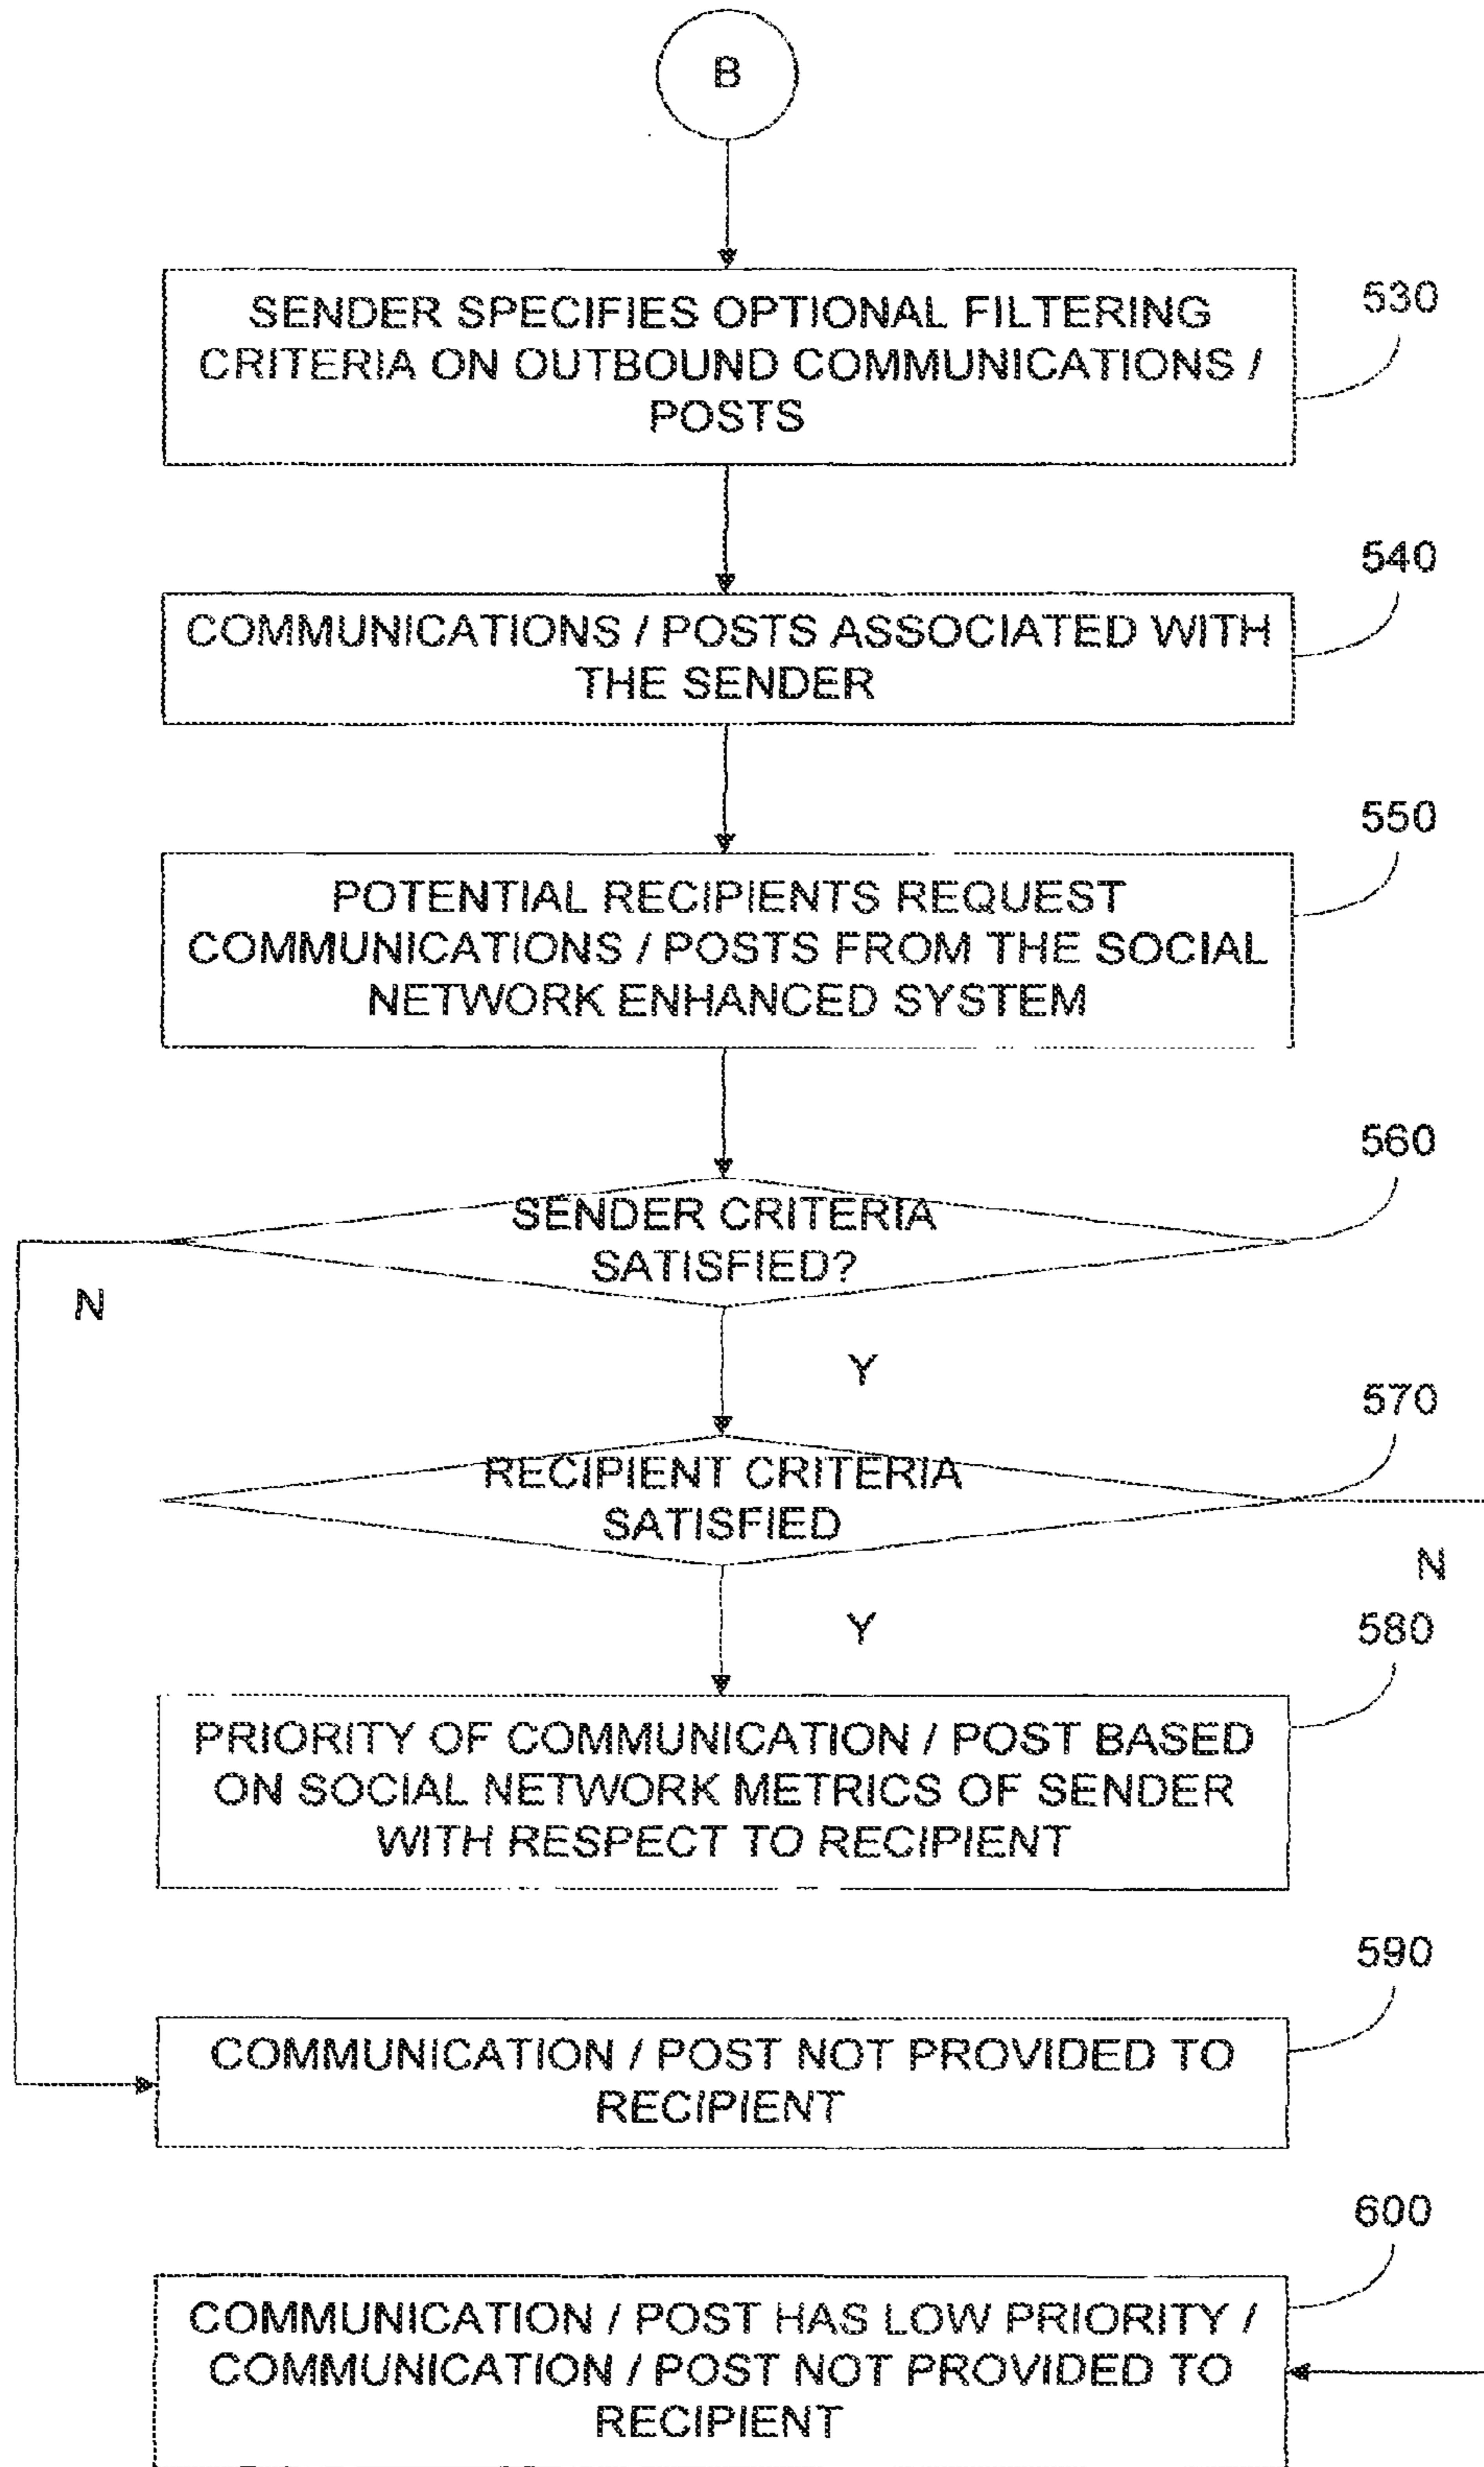 B
SENDER SPECIFIES OPTIONAL FILTERING
CRITERIA ON OUTBOUND COMMUNICATIONS /
POSTS
530
COMMUNICATIONS / POSTS ASSOCIATED WITH
THE SENDER
540
POTENTIAL RECIPIENTS REQUEST
COMMUNICATIONS / POSTS FROM THE SOCIAL
NETWORK ENHANCED SYSTEM
550
SENDER CRITERIA
SATISFIED?
560
N
Y
RECIPIENT CRITERIA
SATISFIED
570
N
Y
PRIORITY OF COMMUNICATION / POST BASED
ON SOCIAL NETWORK METRICS OF SENDER
WITH RESPECT TO RECIPIENT
580
COMMUNICATION / POST NOT PROVIDED TO
RECIPIENT
590
COMMUNICATION / POST HAS LOW PRIORITY /
COMMUNICATION / POST NOT PROVIDED TO
RECIPIENT
600